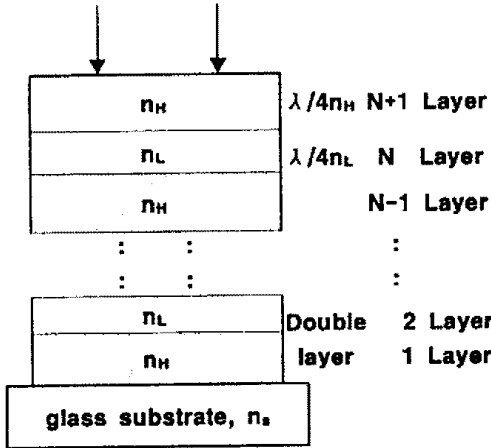 nH λ/4nH N+1 Layer
nL λ/4nL N Layer
nH N-1 Layer
: : :
: : :
nL Double 2 Layer
nH layer 1 Layer
glass substrate, ns